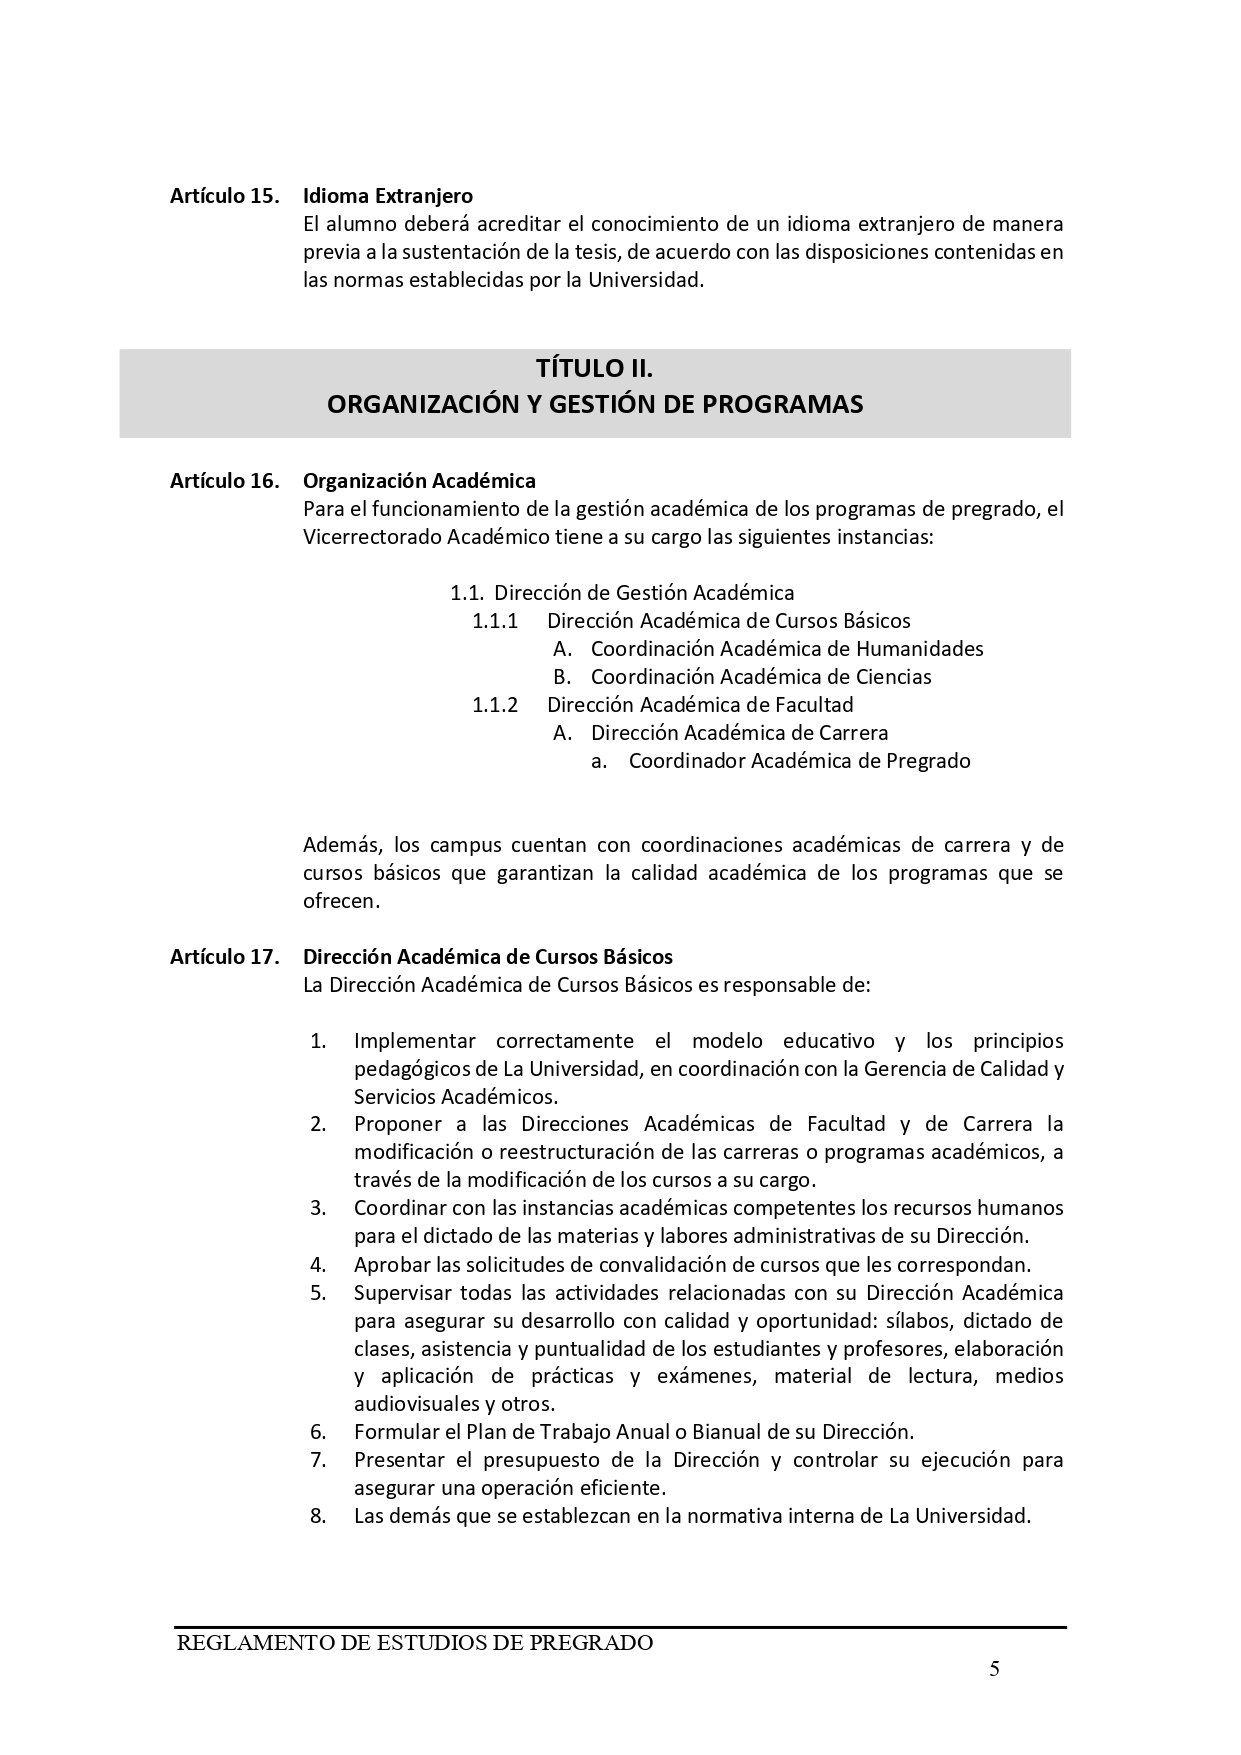 Artículo 15. Idioma Extranjero
El alumno deberá acreditar el conocimiento de un idioma extranjero de manera
previa a la sustentación de la tesis, de acuerdo con las disposiciones contenidas en
las normas establecidas por la Universidad.
TÍTULO II.
ORGANIZACIÓN Y GESTIÓN DE PROGRAMAS
Artículo 16. Organización Académica
Para el funcionamiento de la gestión académica de los programas de pregrado, el
Vicerrectorado Académico tiene a su cargo las siguientes instancias:
1.1. Dirección de Gestión Académica
1.1.1 Dirección Académica de Cursos Básicos
A. Coordinación Académica de Humanidades
B. Coordinación Académica de Ciencias
1.1.2 Dirección Académica de Facultad
A. Dirección Académica de Carrera
a. Coordinador Académica de Pregrado
Además, los campus cuentan con coordinaciones académicas de carrera y de
cursos básicos que garantizan la calidad académica de los programas que se
ofrecen.
Artículo 17. Dirección Académica de Cursos Básicos
La Dirección Académica de Cursos Básicos es responsable de:
1. Implementar correctamente el modelo educativo y los principios
pedagógicos de La Universidad, en coordinación con la Gerencia de Calidad y
Servicios Académicos.
2. Proponer a las Direcciones Académicas de Facultad y de Carrera la
modificación o reestructuración de las carreras o programas académicos, a
través de la modificación de los cursos a su cargo.
3. Coordinar con las instancias académicas competentes los recursos humanos
para el dictado de las materias y labores administrativas de su Dirección.
4. Aprobar las solicitudes de convalidación de cursos que les correspondan.
5. Supervisar todas las actividades relacionadas con su Dirección Académica
para asegurar su desarrollo con calidad y oportunidad: sílabos, dictado de
clases, asistencia y puntualidad de los estudiantes y profesores, elaboración
y aplicación de prácticas y exámenes, material de lectura, medios
audiovisuales y otros.
6. Formular el Plan de Trabajo Anual o Bianual de su Dirección.
7. Presentar el presupuesto de la Dirección y controlar su ejecución para
asegurar una operación eficiente.
8. Las demás que se establezcan en la normativa interna de La Universidad.
REGLAMENTO DE ESTUDIOS DE PREGRADO
5